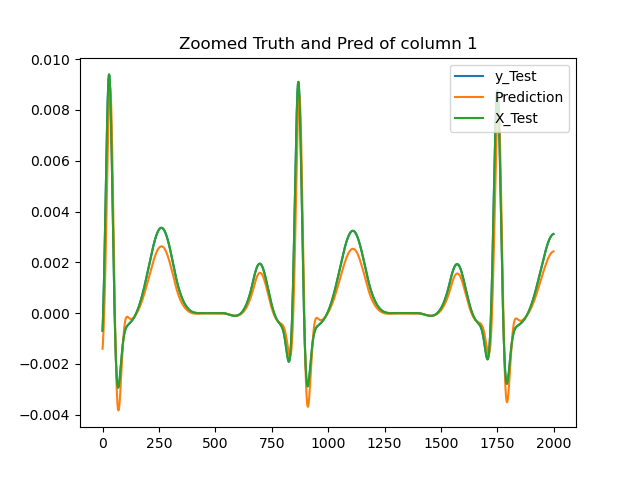 Zoomed Truth and Pred of column 1
y_Test
Prediction
X_Test
0.010
0.008
0.006
0.004
0.002
0.000
−0.002
−0.004
0 250 500 750 1000 1250 1500 1750 2000